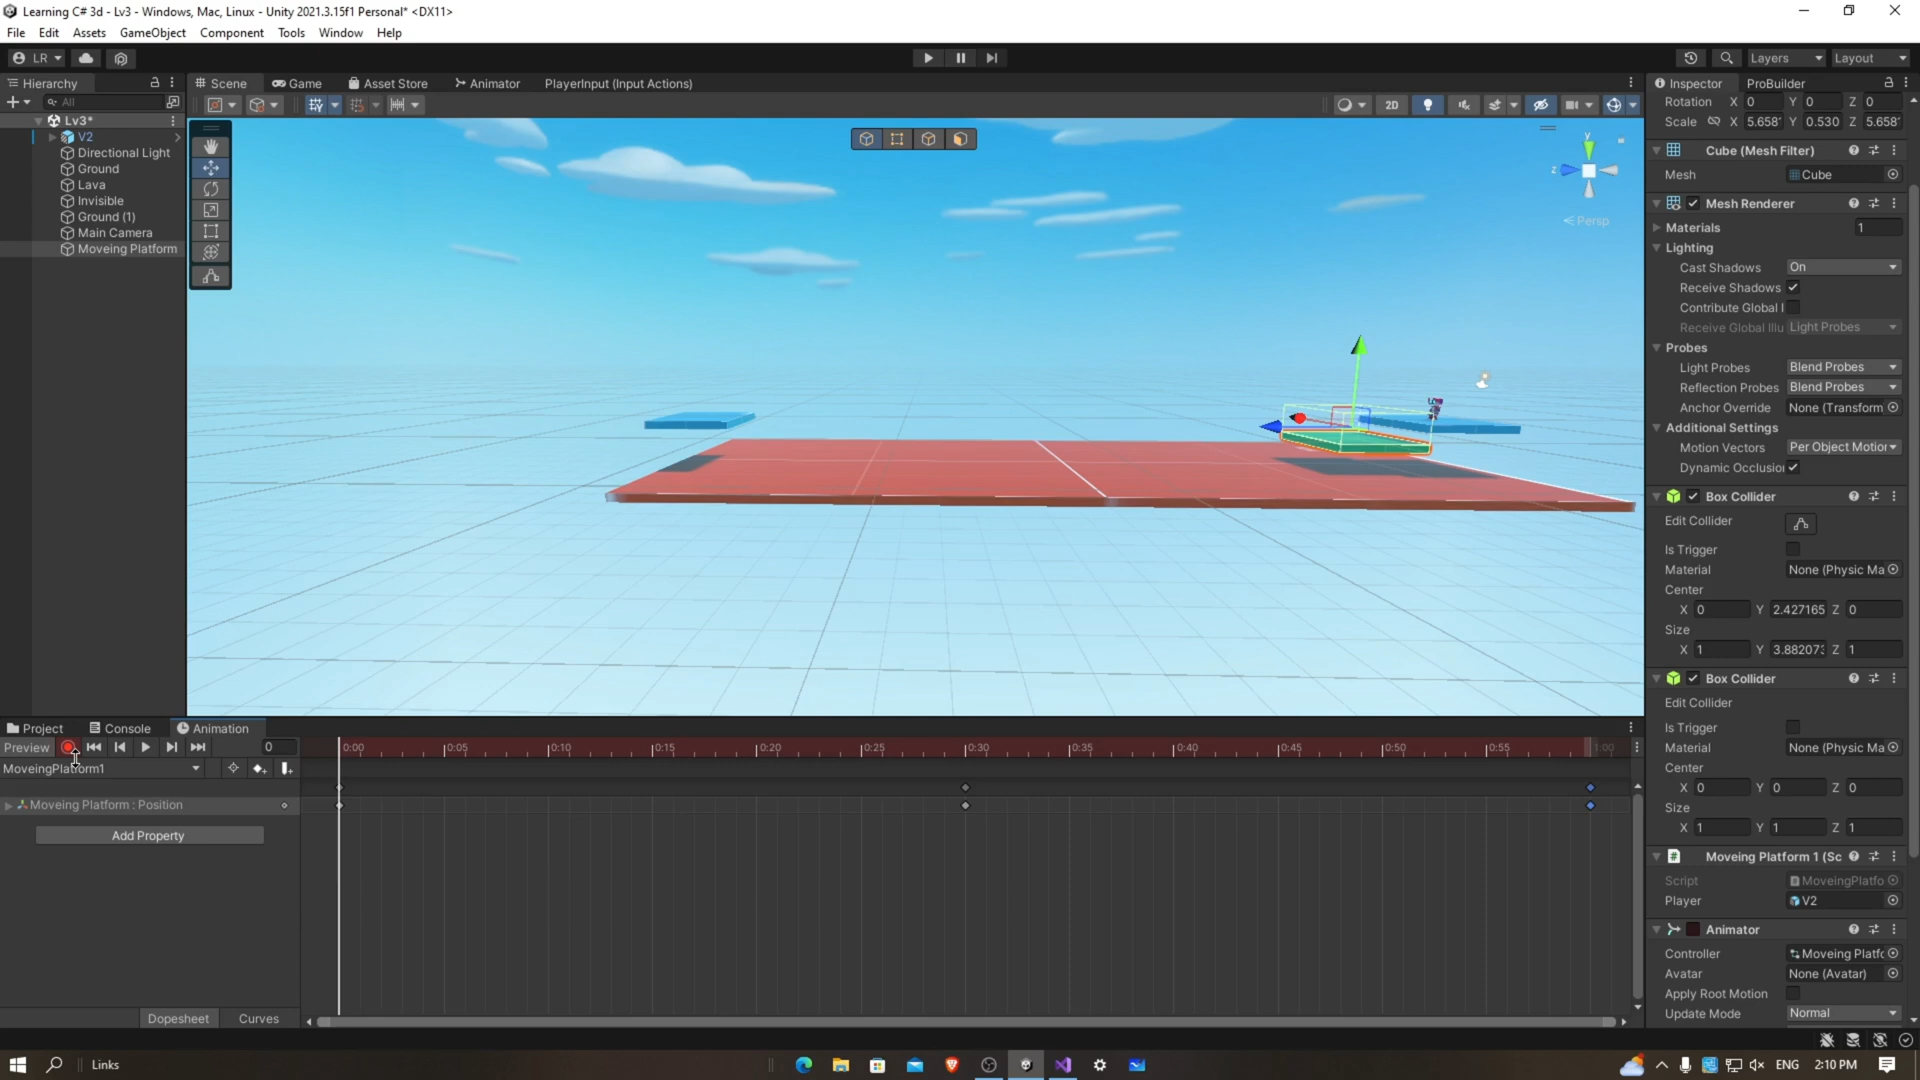 Learning C# 3d - Lv3 - Windows, Mac, Linux - Unity 2021.3.15f1 Personal* <DX11>
File Edit Assets GameObject Component Tools Window Help
LR Layers Layout
Hierarchy Scene Game Asset Store Animator PlayerInput (Input Actions) Inspector ProBuilder
All 2D
Rotation X 0 Y 0 Z 0
Scale X 5.658 Y 0.530 Z 5.658
Lv3*
V2
Directional Light
Ground
Lava
Invisible
Ground (1)
Main Camera
Moveing Platform
y
z
Persp
Cube (Mesh Filter)
Mesh Cube
Mesh Renderer
Materials 1
Lighting
Cast Shadows On
Receive Shadows
Contribute Global I
Receive Global Illu Light Probes
Probes
Light Probes Blend Probes
Reflection Probes Blend Probes
Anchor Override None (Transform
Additional Settings
Motion Vectors Per Object Motior
Dynamic Occlusio
Box Collider
Edit Collider
Is Trigger
Material None (Physic Ma
Center
X 0 Y 2.427165 Z 0
Size
X 1 Y 3.88207 Z 1
Box Collider
Edit Collider
Is Trigger
Material None (Physic Ma
Center
X 0 Y 0 Z 0
Size
X 1 Y 1 Z 1
Moveing Platform 1 (Sc
Script MoveingPlatfo
Player V2
Animator
Controller Moveing Platfo
Avatar None (Avatar)
Apply Root Motion
Update Mode Normal
Project Console Animation
Preview 0 0:00 0:05 0:10 0:15 0:20 0:25 0:30 0:35 0:40 0:45 0:50 0:55 1:00
MoveingPlatform1
Moveing Platform : Position
Add Property
Dopesheet Curves
Links ENG 2:10 PM